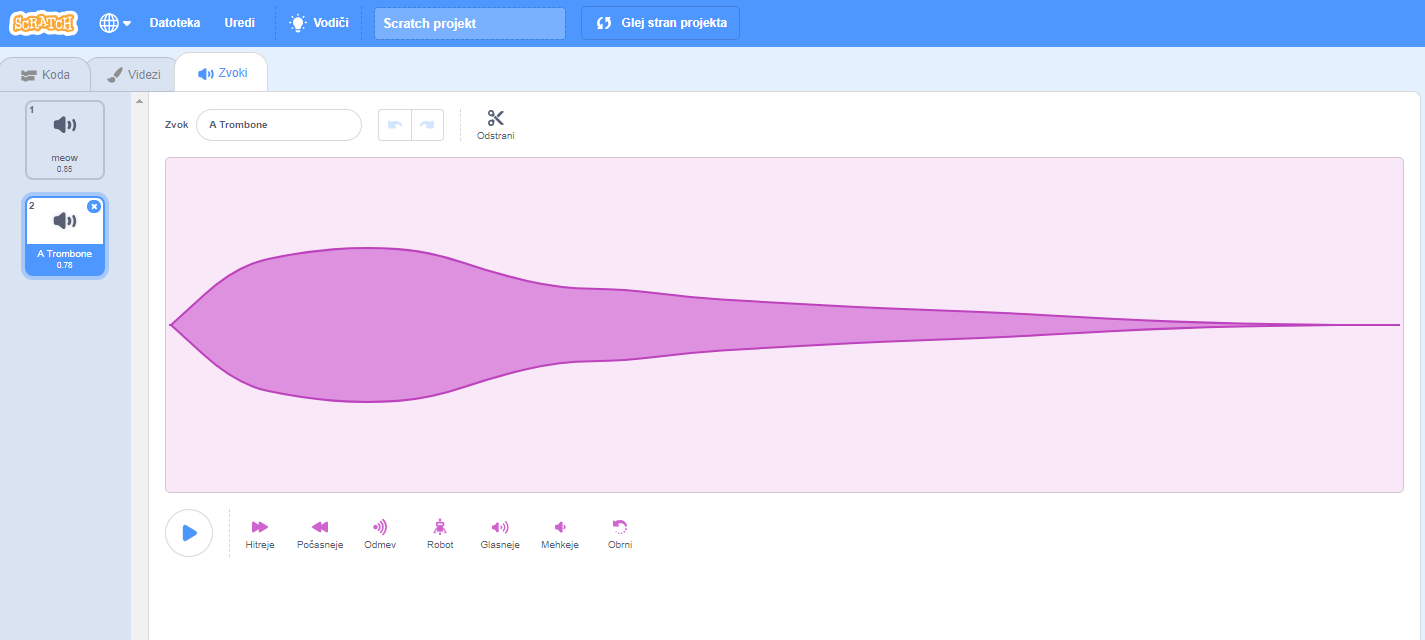 SCRATCH
Datoteka
Uredi
Vodiči
Scratch projekt
Glej stran projekta
Koda
Videzi
Zvoki
1
meow
0.85
2
A Trombone
0.78
Zvok
A Trombone
Odstrani
Hitreje
Počasneje
Odmev
Robot
Glasneje
Mehkeje
Obrni